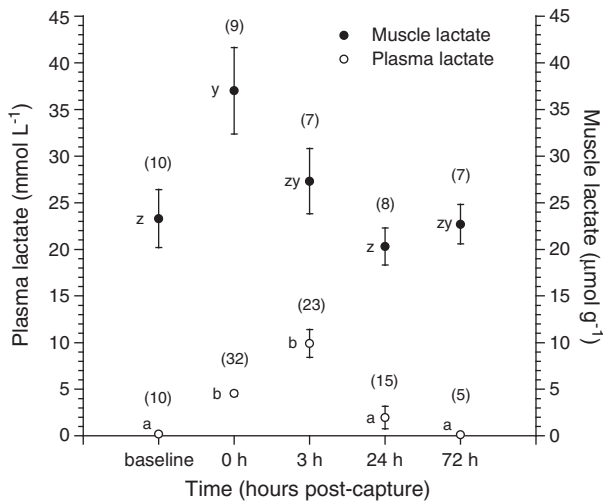 Muscle lactate
Plasma lactate
Plasma lactate (mmol L⁻¹)
45
40
35
30
25
20
15
10
5
0
(10)
z
(9)
y
(7)
zy
(8)
z
(7)
zy
(10)
a
(32)
b
(23)
b
(15)
a
(5)
a
45
40
35
30
25
20
15
10
5
0
Muscle lactate (μmol g⁻¹)
baseline 0 h 3 h 24 h 72 h
Time (hours post-capture)